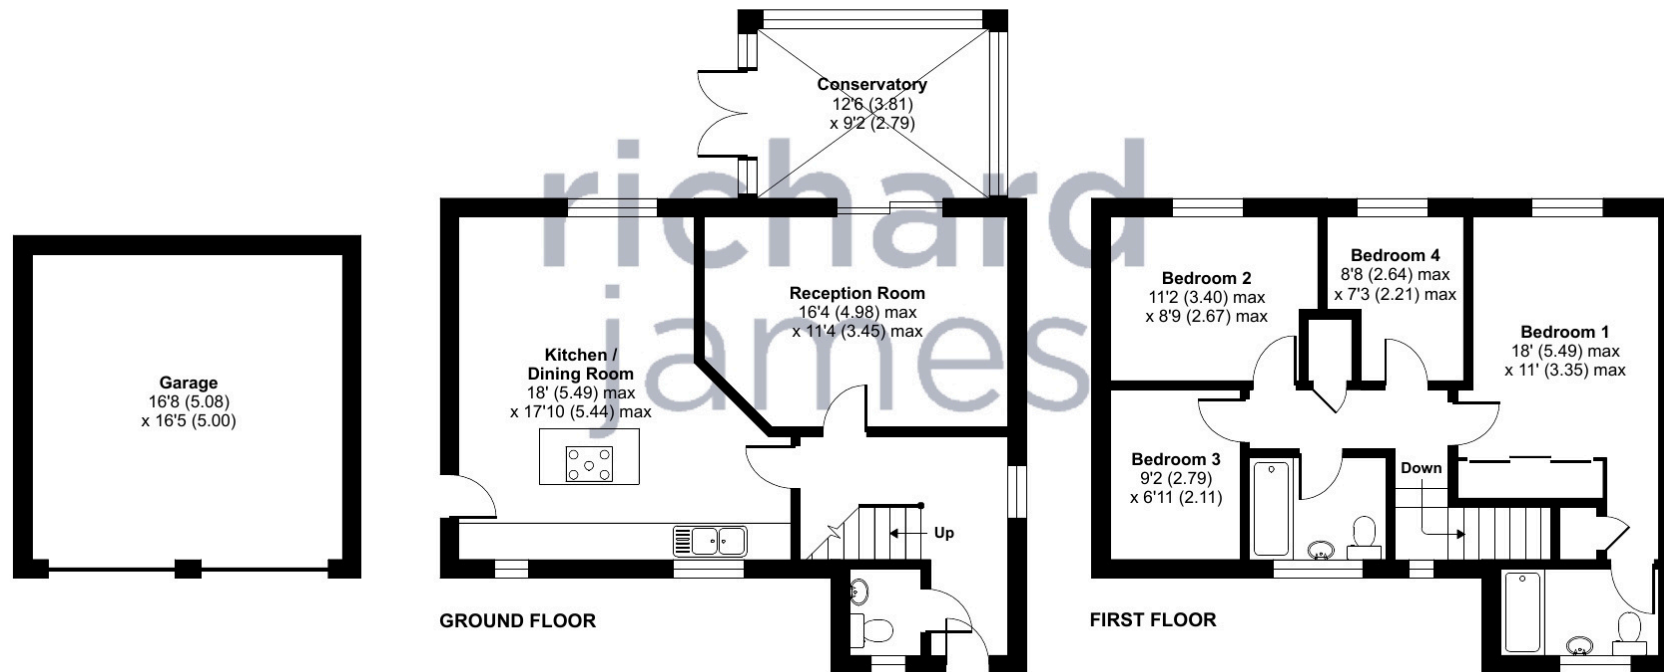 Conservatory
12'6 (3.81)
x 9'2 (2.79)
richard
james
Garage
16'8 (5.08)
x 16'5 (5.00)
Kitchen /
Dining Room
18' (5.49) max
x 17'10 (5.44) max
Reception Room
16'4 (4.98) max
x 11'4 (3.45) max
Up
GROUND FLOOR
Bedroom 2
11'2 (3.40) max
x 8'9 (2.67) max
Bedroom 4
8'8 (2.64) max
x 7'3 (2.21) max
Bedroom 1
18' (5.49) max
x 11' (3.35) max
Bedroom 3
9'2 (2.79)
x 6'11 (2.11)
Down
FIRST FLOOR